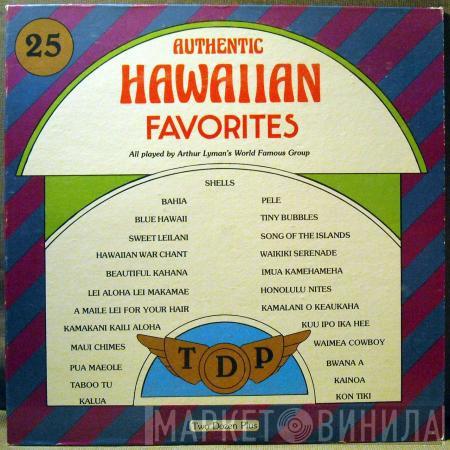 25
AUTHENTIC
HAWAIIAN
FAVORITES
All played by Arthur Lyman's World Famous Group
SHELLS
BAHIA
BLUE HAWAII
SWEET LEILANI
HAWAIIAN WAR CHANT
BEAUTIFUL KAHANA
LEI ALOHA LEI MAKAMAE
A MAILE LEI FOR YOUR HAIR
KAMAKANI KAILI ALOHA
MAUI CHIMES
PUA MAEOLE
TABOO TU
KALUA
PELE
TINY BUBBLES
SONG OF THE ISLANDS
WAIKIKI SERENADE
IMUA KAMEHAMEHA
HONOLULU NITES
KAMALANI O KEAUKAHA
KUU IPO IKA HEE
WAIMEA COWBOY
BWANA A
KAINOA
KON TIKI
TDP
Two Dozen Plus
МАРКЕТ ВИНИЛА